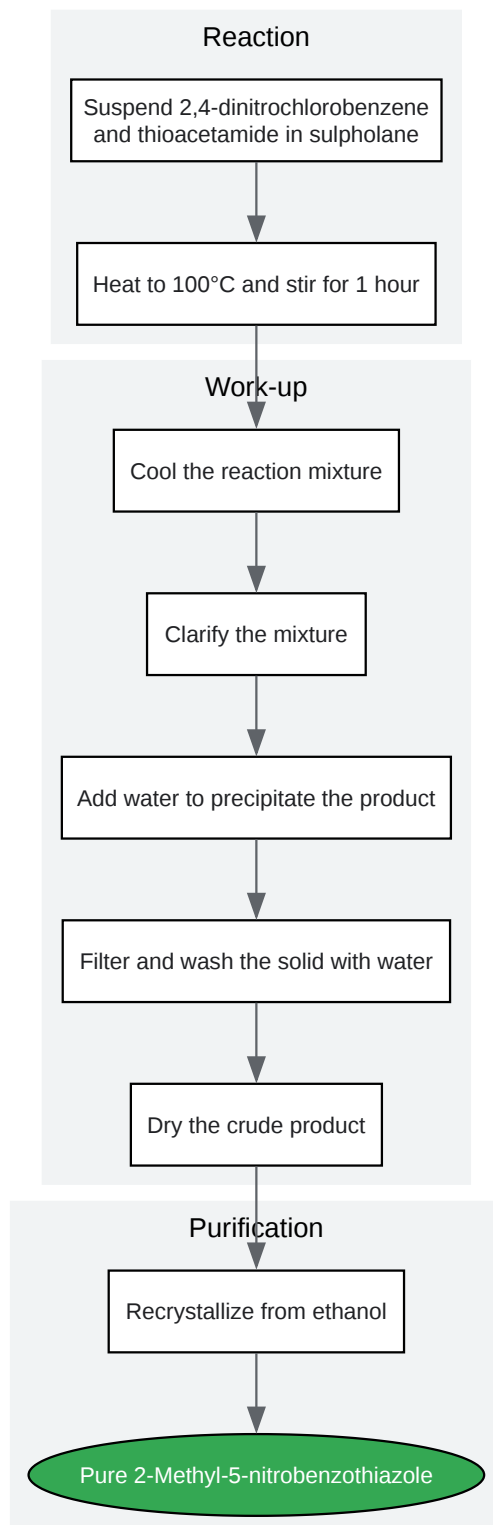 Reaction
Suspend 2,4-dinitrochlorobenzene
and thioacetamide in sulpholane
Heat to 100°C and stir for 1 hour
Work-up
Cool the reaction mixture
Clarify the mixture
Add water to precipitate the product
Filter and wash the solid with water
Dry the crude product
Purification
Recrystallize from ethanol
Pure 2-Methyl-5-nitrobenzothiazole